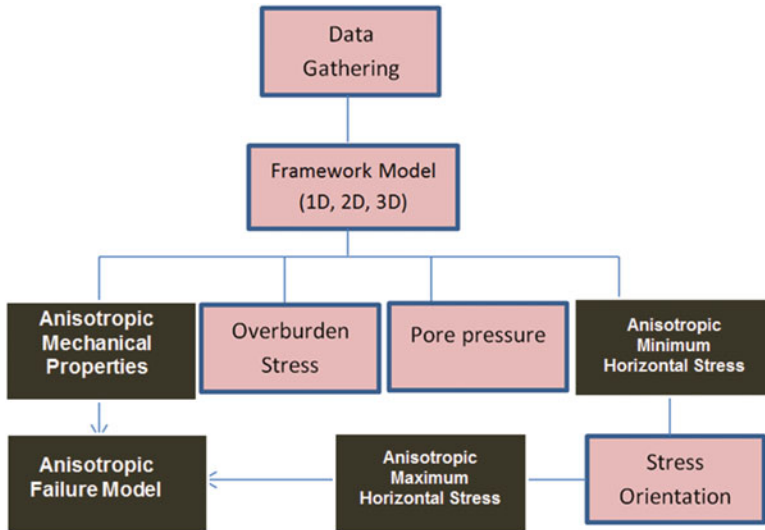 Data
Gathering
Framework Model
(1D, 2D, 3D)
Anisotropic
Mechanical
Properties
Overburden
Stress
Pore pressure
Anisotropic
Minimum
Horizontal Stress
Anisotropic
Failure Model
Anisotropic
Maximum
Horizontal Stress
Stress
Orientation